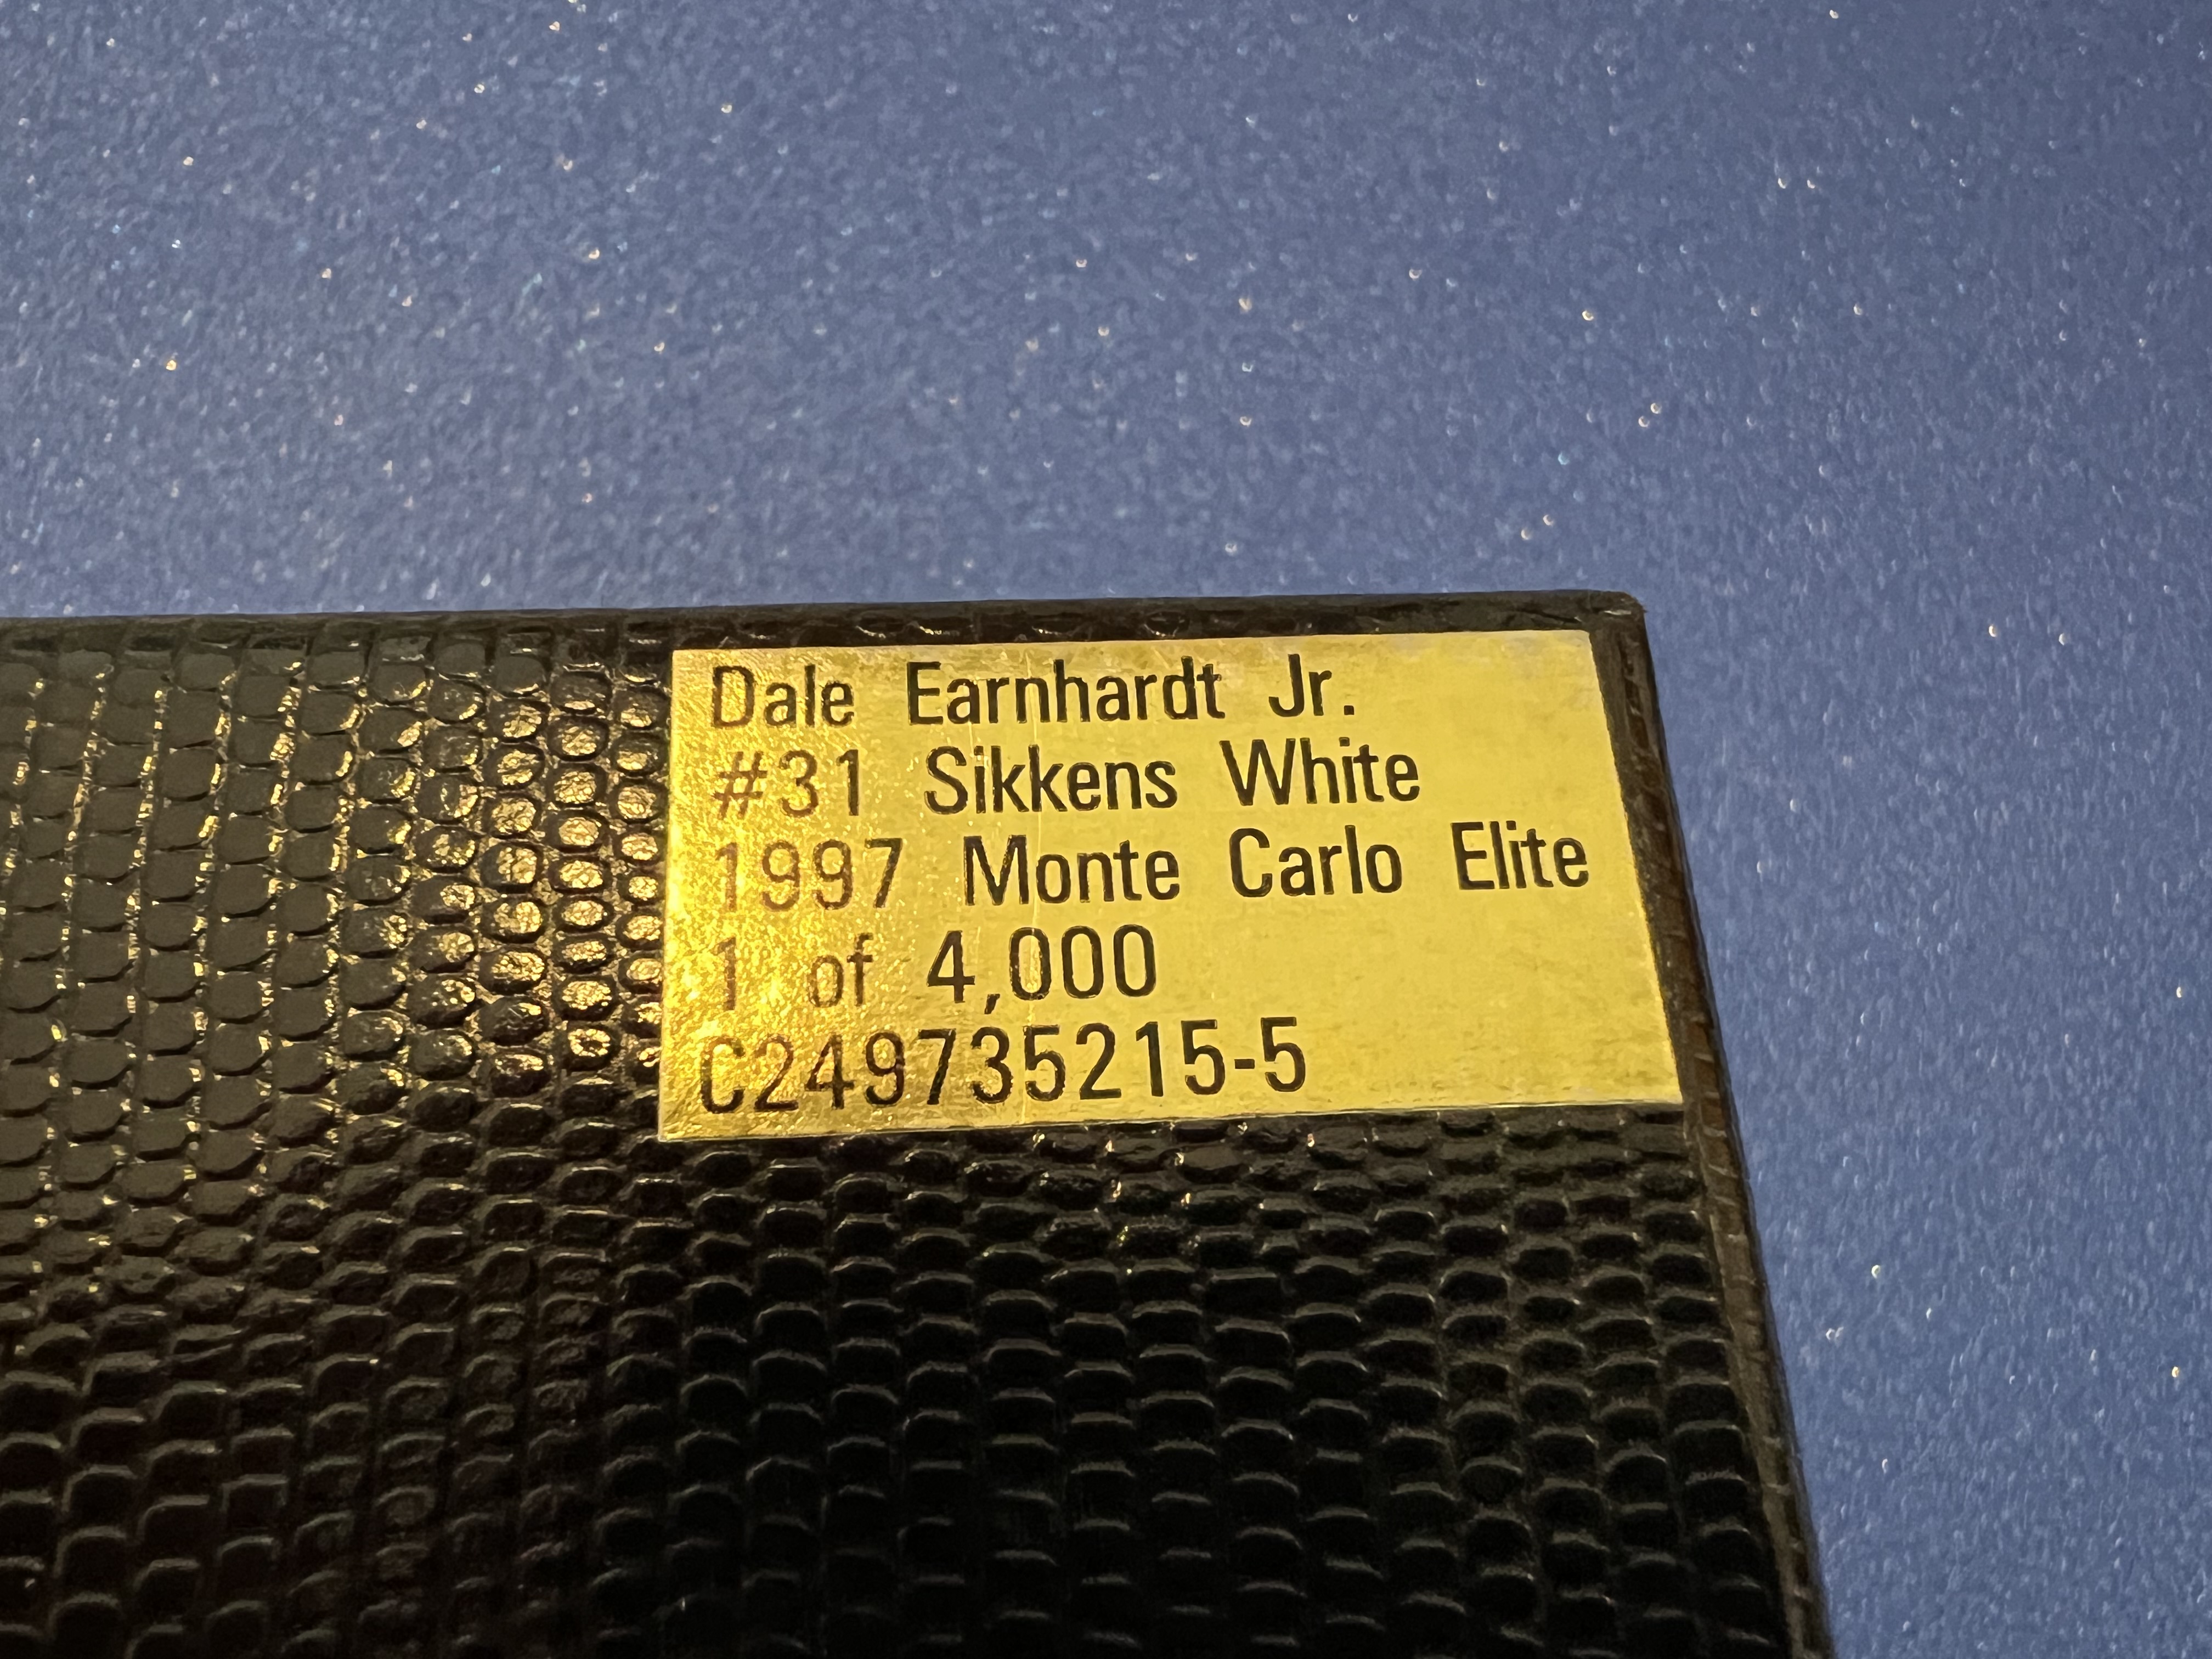 Dale Earnhardt Jr.
#31 Sikkens White
1997 Monte Carlo Elite
1 of 4,000
C249735215-5